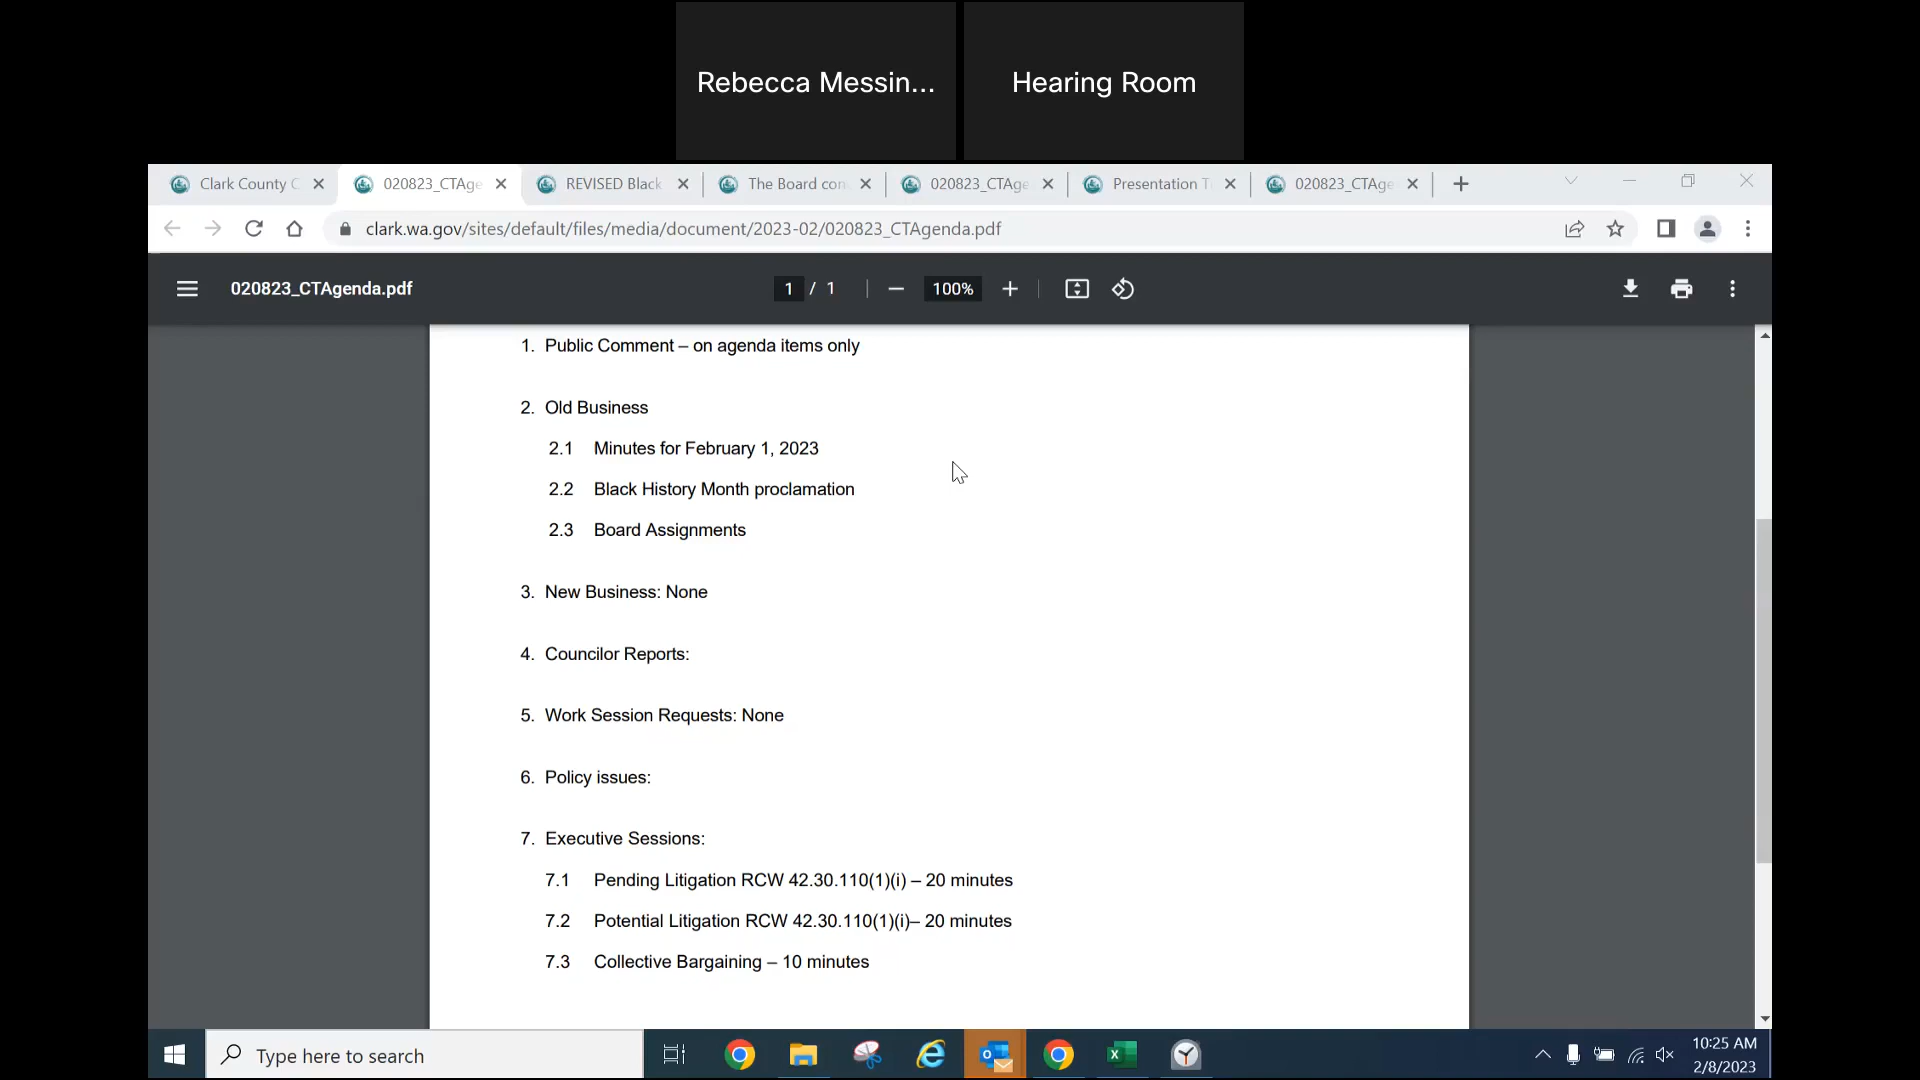 Rebecca Messin...
Hearing Room
Clark County C
020823_CTAge
REVISED Black
The Board con
020823_CTAge
Presentation T
020823_CTAge
clark.wa.gov/sites/default/files/media/document/2023-02/020823_CTAgenda.pdf
020823_CTAgenda.pdf
1 / 1
100%
1. Public Comment – on agenda items only
2. Old Business
2.1 Minutes for February 1, 2023
2.2 Black History Month proclamation
2.3 Board Assignments
3. New Business: None
4. Councilor Reports:
5. Work Session Requests: None
6. Policy issues:
7. Executive Sessions:
7.1 Pending Litigation RCW 42.30.110(1)(i) – 20 minutes
7.2 Potential Litigation RCW 42.30.110(1)(i)– 20 minutes
7.3 Collective Bargaining – 10 minutes
Type here to search
10:25 AM
2/8/2023